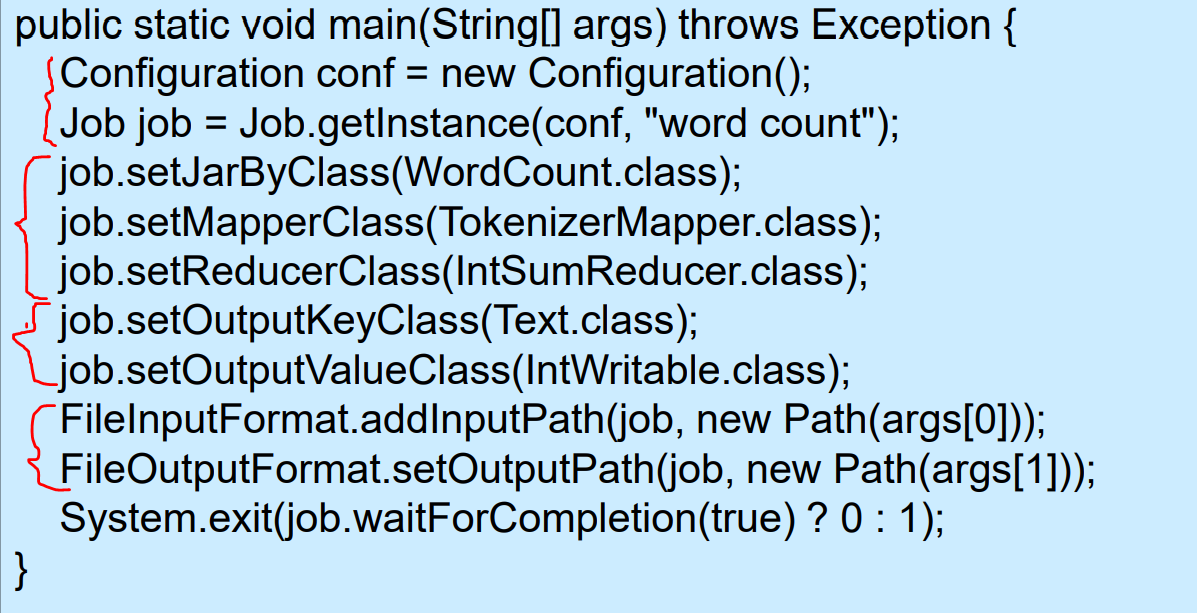 public static void main(String[] args) throws Exception {
Configuration conf = new Configuration();
Job job = Job.getInstance(conf, "word count");
job.setJarByClass(WordCount.class);
job.setMapperClass(TokenizerMapper.class);
job.setReducerClass(IntSumReducer.class);
job.setOutputKeyClass(Text.class);
job.setOutputValueClass(IntWritable.class);
FileInputFormat.addInputPath(job, new Path(args[0]));
FileOutputFormat.setOutputPath(job, new Path(args[1]));
System.exit(job.waitForCompletion(true) ? 0 : 1);
}